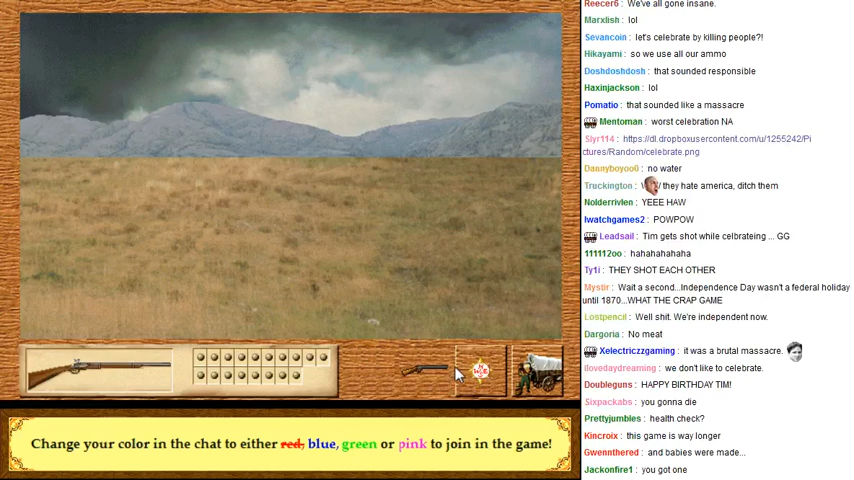 Reecer6 : We've all gone insane.
Marxlish : lol
Sevancoin : let's celebrate by killing people?!
Hikayami : so we use all our ammo
Doshdoshdosh : that sounded responsible
Haxinjackson : lol
Pomatio : that sounded like a massacre
Mentoman : worst celebration NA
Slyr114 : https://dl.dropboxusercontent.com/u/1255242/Pi
ctures/Random/celebrate.png
Dannyboyoo0 : no water
Truckington : \ / they hate america, ditch them
Nolderrivlen : YEEE HAW
Iwatchgames2 : POWPOW
Leadsail : Tim gets shot while celbrateing ... GG
111112oo : hahahahahaha
Ty1i : THEY SHOT EACH OTHER
Mystir : Wait a second...Independence Day wasn't a federal holiday
until 1870...WHAT THE CRAP GAME
Lostpencil : Well shit. We're independent now.
Dargoria : No meat
Xelectriczzgaming : it was a brutal massacre.
ilovedaydreaming : we don't like to celebrate.
Doubleguns : HAPPY BIRTHDAY TIM!
Sixpackabs : you gonna die
Prettyjumbles : health check?
Kincroix : this game is way longer
Gwennthered : and babies were made...
Jackonfire1 : you got one
Change your color in the chat to either red, blue, green or pink to join in the game!